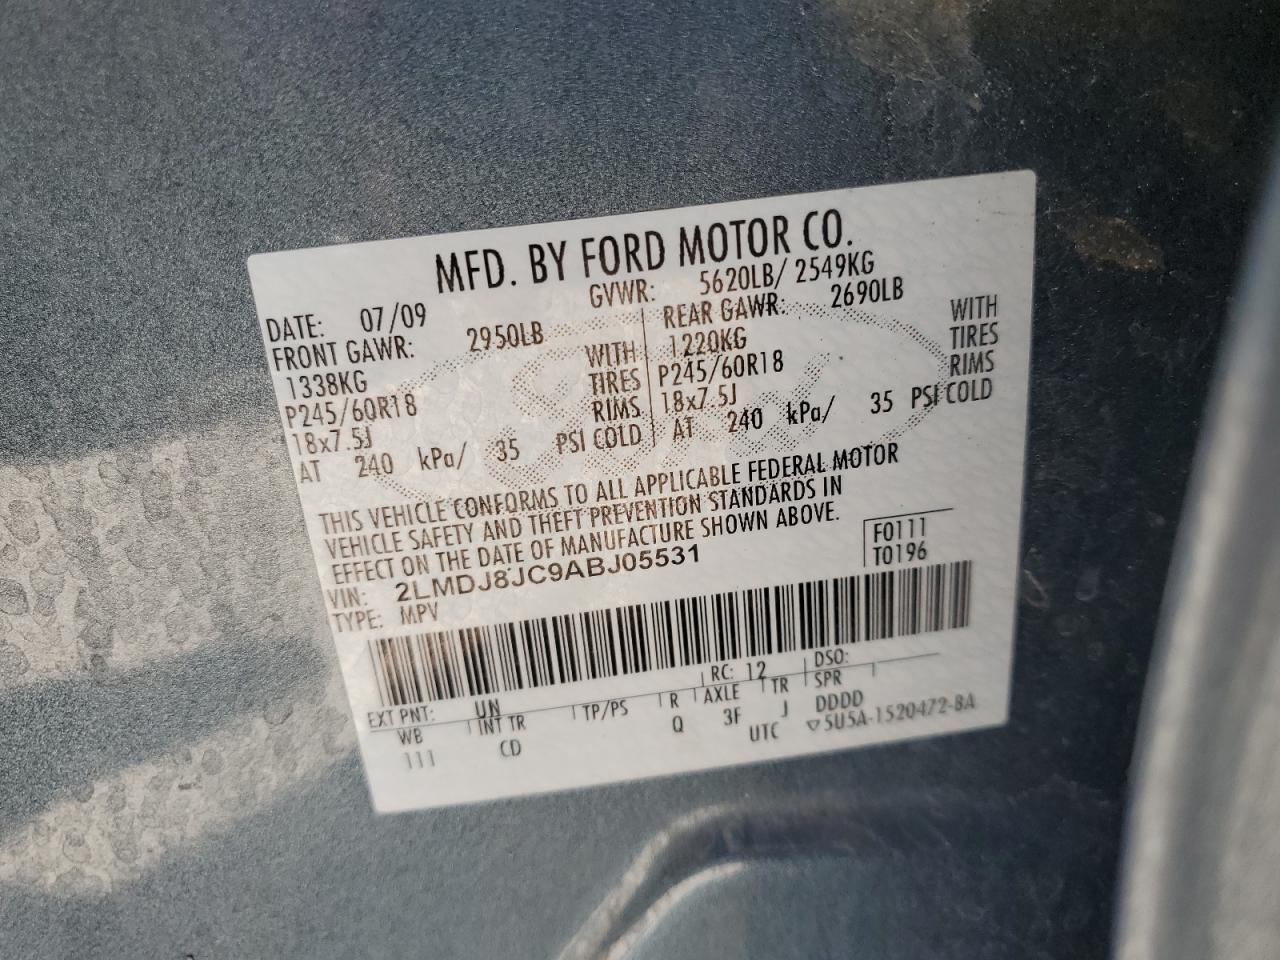 MFD. BY FORD MOTOR CO.
DATE: 07/09 GVWR: 5620LB/ 2549KG
FRONT GAWR: 2950LB REAR GAWR: 2690LB
1338KG WITH 1220KG WITH
P245/60R18 TIRES P245/60R18 TIRES
18x7.5J RIMS 18x7.5J RIMS
AT 240 kPa/ 35 PSI COLD AT 240 kPa/ 35 PSI COLD
THIS VEHICLE CONFORMS TO ALL APPLICABLE FEDERAL MOTOR
VEHICLE SAFETY AND THEFT PREVENTION STANDARDS IN
EFFECT ON THE DATE OF MANUFACTURE SHOWN ABOVE.
VIN: 2LMDJ8JC9ABJ05531 F0111
TYPE: MPV T0196
EXT PNT: UN RC: 12 DSO:
WB INT TR TP/PS R AXLE TR SPR
111 CD Q 3F J DDDD
UTC ▽5U5A-1520472-BA